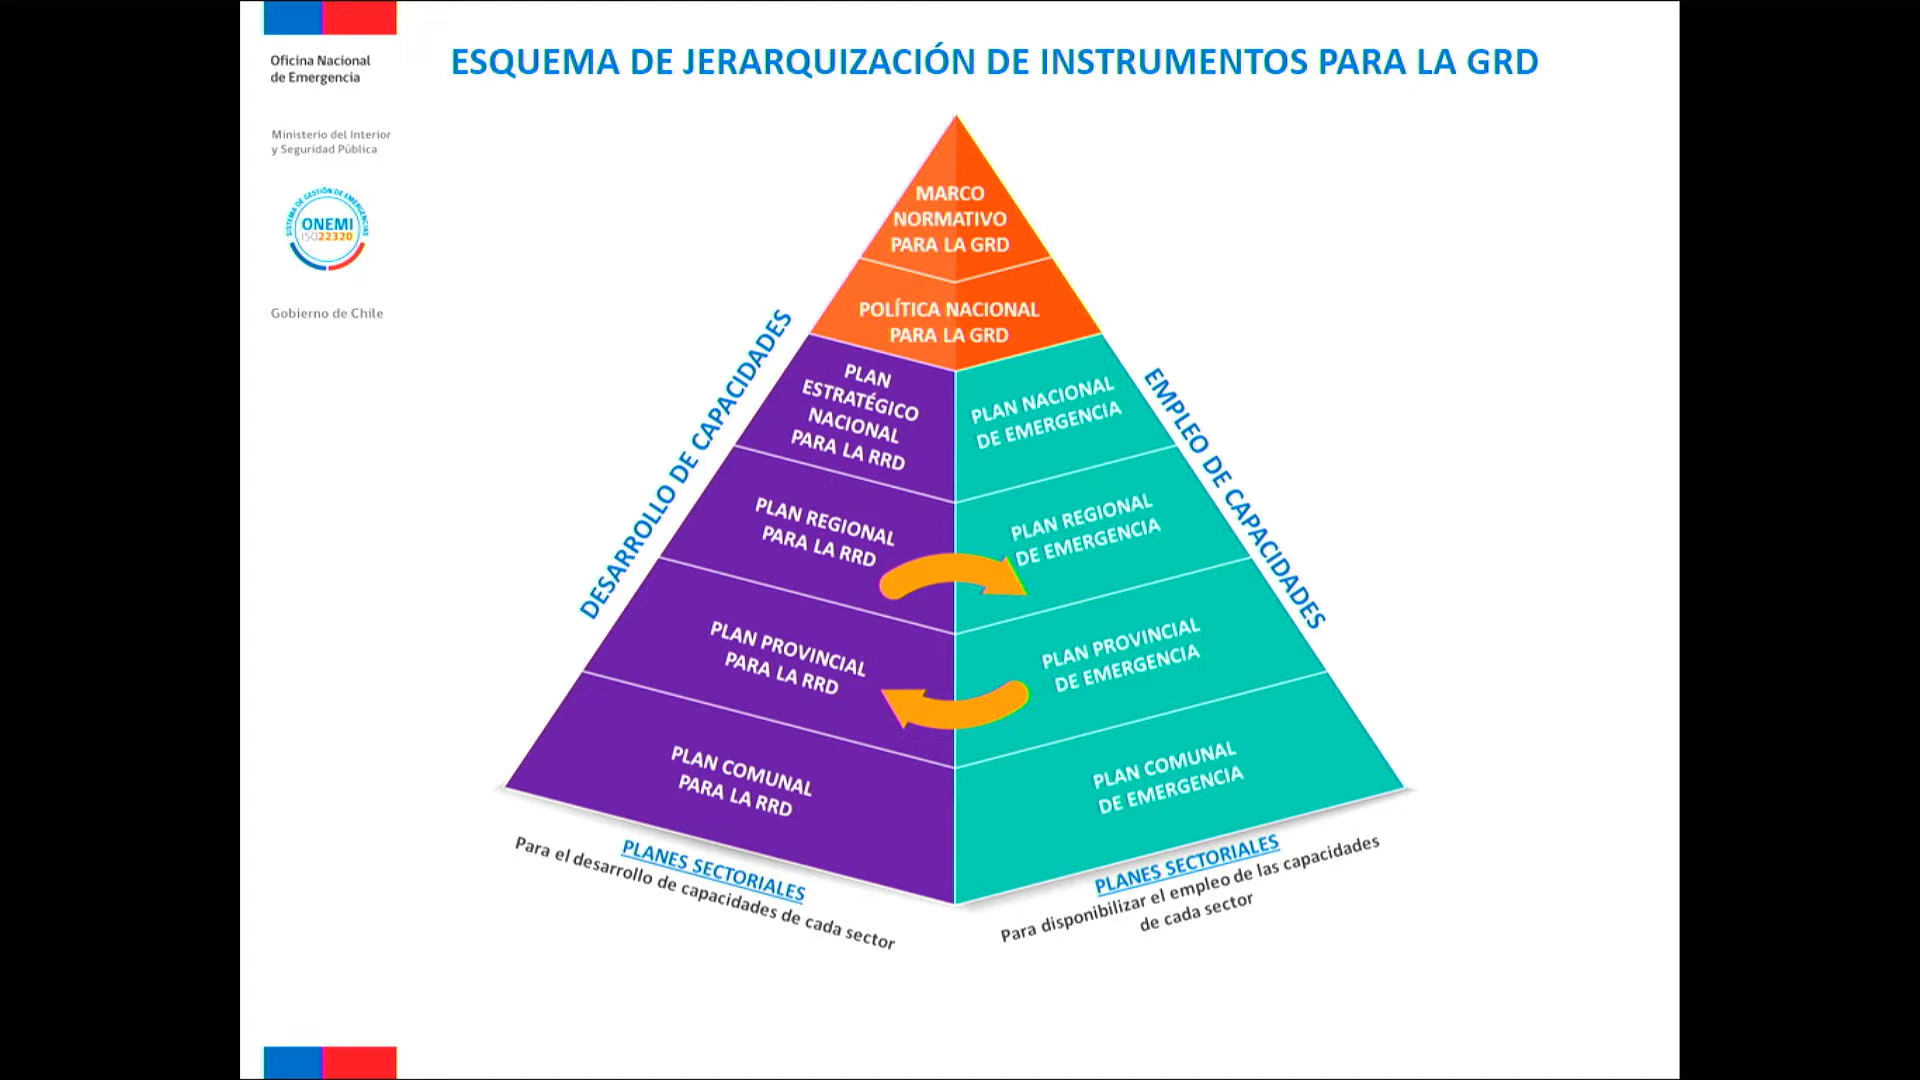 Oficina Nacional
de Emergencia
Ministerio del Interior
y Seguridad Pública
SISTEMA DE GESTIÓN DE EMERGENCIAS
ONEMI
ISO22320
Gobierno de Chile
ESQUEMA DE JERARQUIZACIÓN DE INSTRUMENTOS PARA LA GRD
MARCO
NORMATIVO
PARA LA GRD
POLÍTICA NACIONAL
PARA LA GRD
DESARROLLO DE CAPACIDADES
PLAN
ESTRATÉGICO
NACIONAL
PARA LA RRD
PLAN REGIONAL
PARA LA RRD
PLAN PROVINCIAL
PARA LA RRD
PLAN COMUNAL
PARA LA RRD
PLANES SECTORIALES
Para el desarrollo de capacidades de cada sector
EMPLEO DE CAPACIDADES
PLAN NACIONAL
DE EMERGENCIA
PLAN REGIONAL
DE EMERGENCIA
PLAN PROVINCIAL
DE EMERGENCIA
PLAN COMUNAL
DE EMERGENCIA
PLANES SECTORIALES
Para disponibilizar el empleo de las capacidades
de cada sector